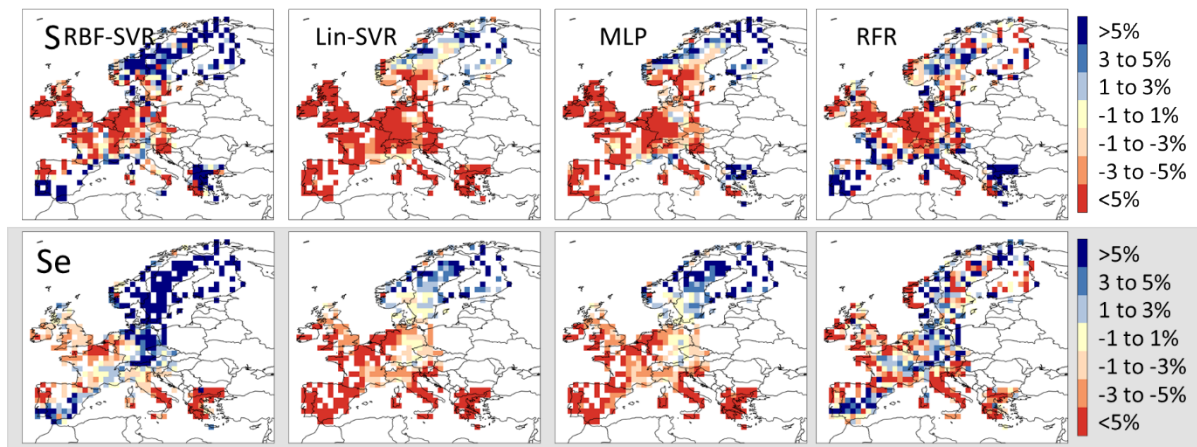 S RBF-SVR Lin-SVR MLP RFR
>5%
3 to 5%
1 to 3%
-1 to 1%
-1 to -3%
-3 to -5%
<5%
Se
>5%
3 to 5%
1 to 3%
-1 to 1%
-1 to -3%
-3 to -5%
<5%